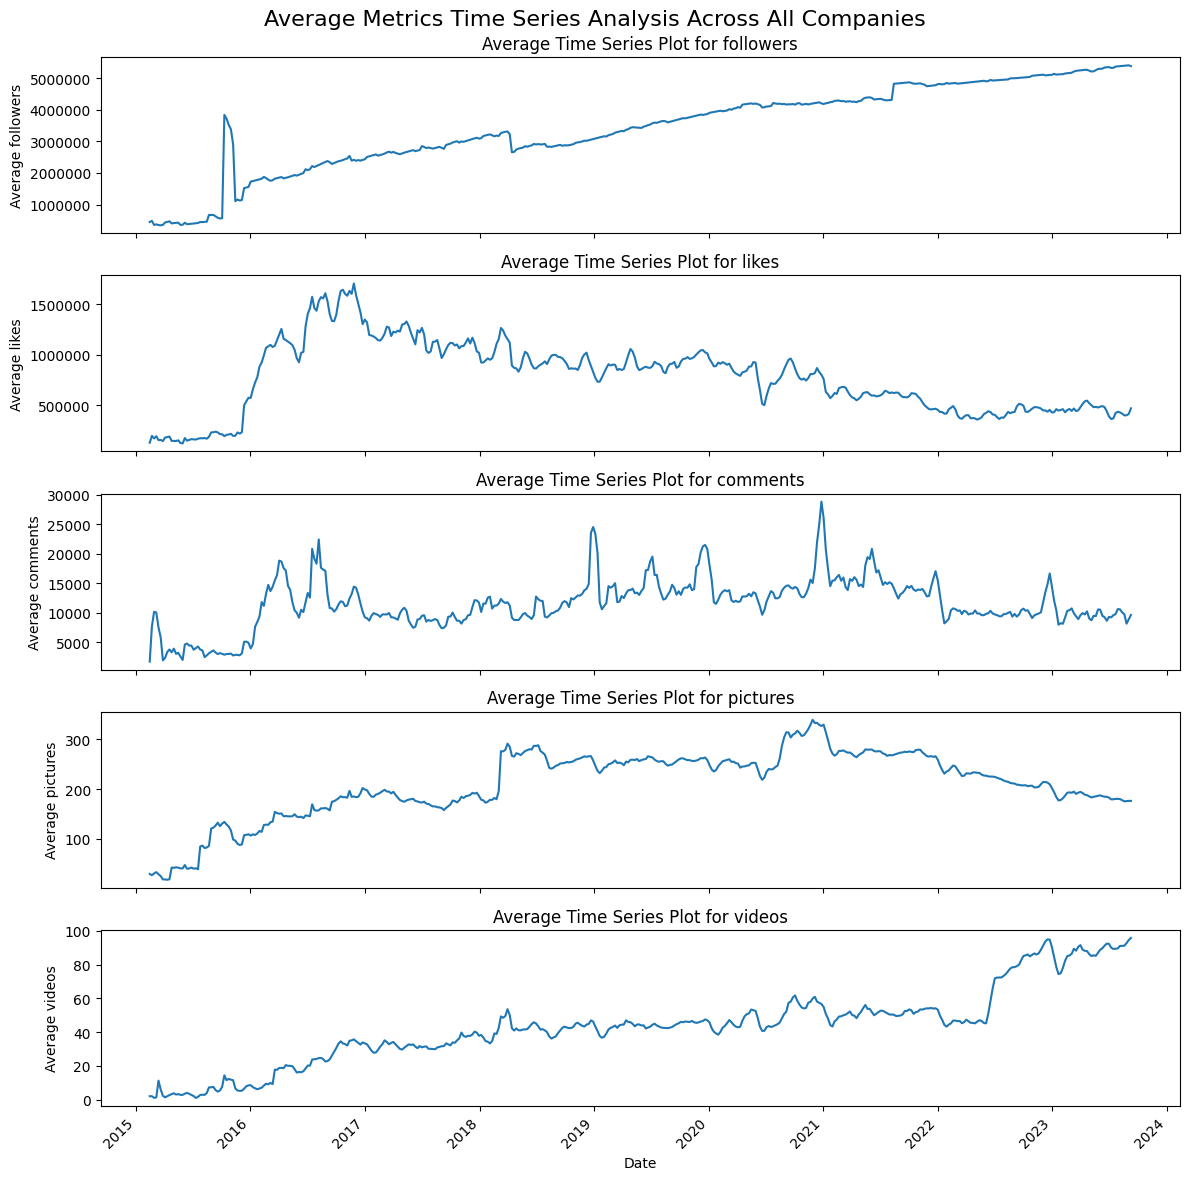 Average Metrics Time Series Analysis Across All Companies
Average Time Series Plot for followers
Average followers
5000000
4000000
3000000
2000000
1000000
Average Time Series Plot for likes
Average likes
1500000
1000000
500000
Average Time Series Plot for comments
Average comments
30000
25000
20000
15000
10000
5000
Average Time Series Plot for pictures
Average pictures
300
200
100
Average Time Series Plot for videos
Average videos
100
80
60
40
20
0
2015 2016 2017 2018 2019 2020 2021 2022 2023 2024
Date